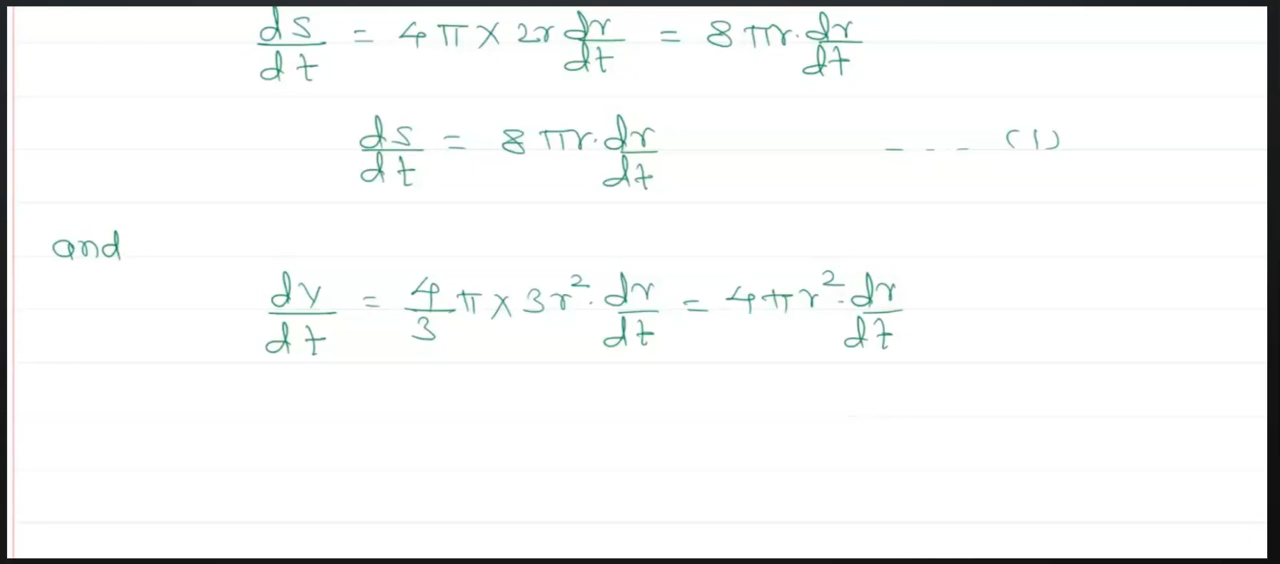 ds/dt = 4π × 2r dr/dt = 8πr · dr/dt
ds/dt = 8πr · dr/dt - - - (1)
and
dv/dt = 4/3 π × 3r² · dr/dt = 4πr² · dr/dt